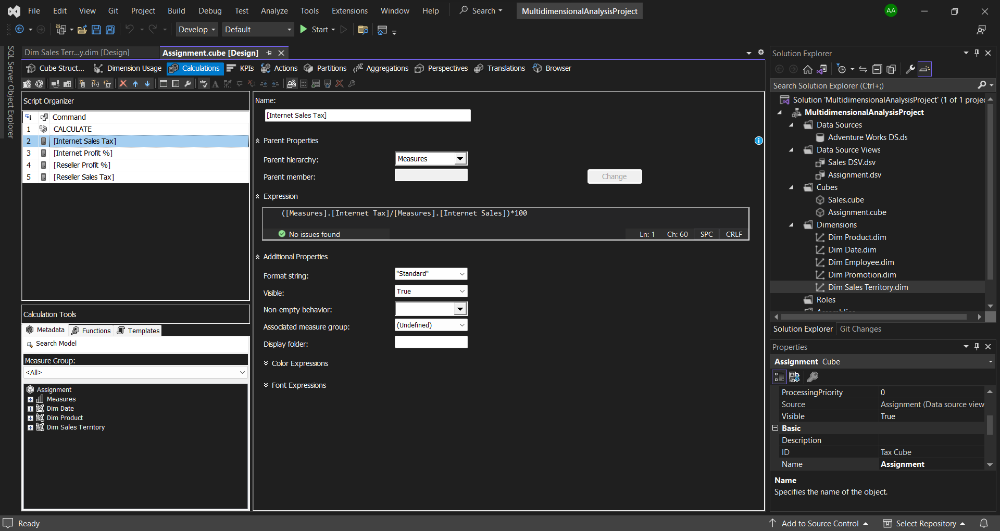 File Edit View Git Project Build Debug Test Analyze Tools Extensions Window Help Search MultidimensionalAnalysisProject AA
Develop Default Start
SQL Server Object Explorer
Dim Sales Terr...y.dim [Design] Assignment.cube [Design]
Cube Struct... Dimension Usage Calculations KPIs Actions Partitions Aggregations Perspectives Translations Browser
Script Organizer
Command
1 CALCULATE
2 [Internet Sales Tax]
3 [Internet Profit %]
4 [Reseller Profit %]
5 [Reseller Sales Tax]
Calculation Tools
Metadata Functions Templates
Search Model
Measure Group:
<All>
Assignment
Measures
Dim Date
Dim Product
Dim Sales Territory
Name:
[Internet Sales Tax]
Parent Properties
Parent hierarchy: Measures
Parent member: Change
Expression
([Measures].[Internet Tax]/[Measures].[Internet Sales])*100
No issues found Ln: 1 Ch: 60 SPC CRLF
Additional Properties
Format string: "Standard"
Visible: True
Non-empty behavior:
Associated measure group: (Undefined)
Display folder:
Color Expressions
Font Expressions
Solution Explorer
Search Solution Explorer (Ctrl+;)
Solution 'MultidimensionalAnalysisProject' (1 of 1 projec
MultidimensionalAnalysisProject
Data Sources
Adventure Works DS.ds
Data Source Views
Sales DSV.dsv
Assignment.dsv
Cubes
Sales.cube
Assignment.cube
Dimensions
Dim Product.dim
Dim Date.dim
Dim Employee.dim
Dim Promotion.dim
Dim Sales Territory.dim
Roles
Solution Explorer Git Changes
Properties
Assignment Cube
ProcessingPriority 0
Source Assignment (Data source view
Visible True
Basic
Description
ID Tax Cube
Name Assignment
Name
Specifies the name of the object.
Ready Add to Source Control Select Repository